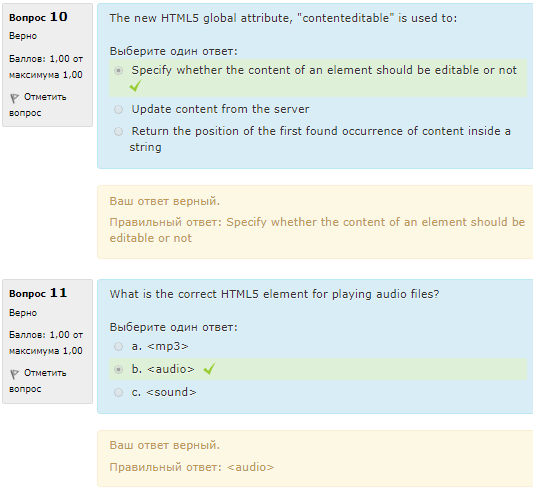 Вопрос 10
Верно
Баллов: 1,00 от
максимума 1,00
Отметить
вопрос
The new HTML5 global attribute, "contenteditable" is used to:
Выберите один ответ:
Specify whether the content of an element should be editable or not
Update content from the server
Return the position of the first found occurrence of content inside a
string
Ваш ответ верный.
Правильный ответ: Specify whether the content of an element should be
editable or not
Вопрос 11
Верно
Баллов: 1,00 от
максимума 1,00
Отметить
вопрос
What is the correct HTML5 element for playing audio files?
Выберите один ответ:
a. <mp3>
b. <audio>
c. <sound>
Ваш ответ верный.
Правильный ответ: <audio>